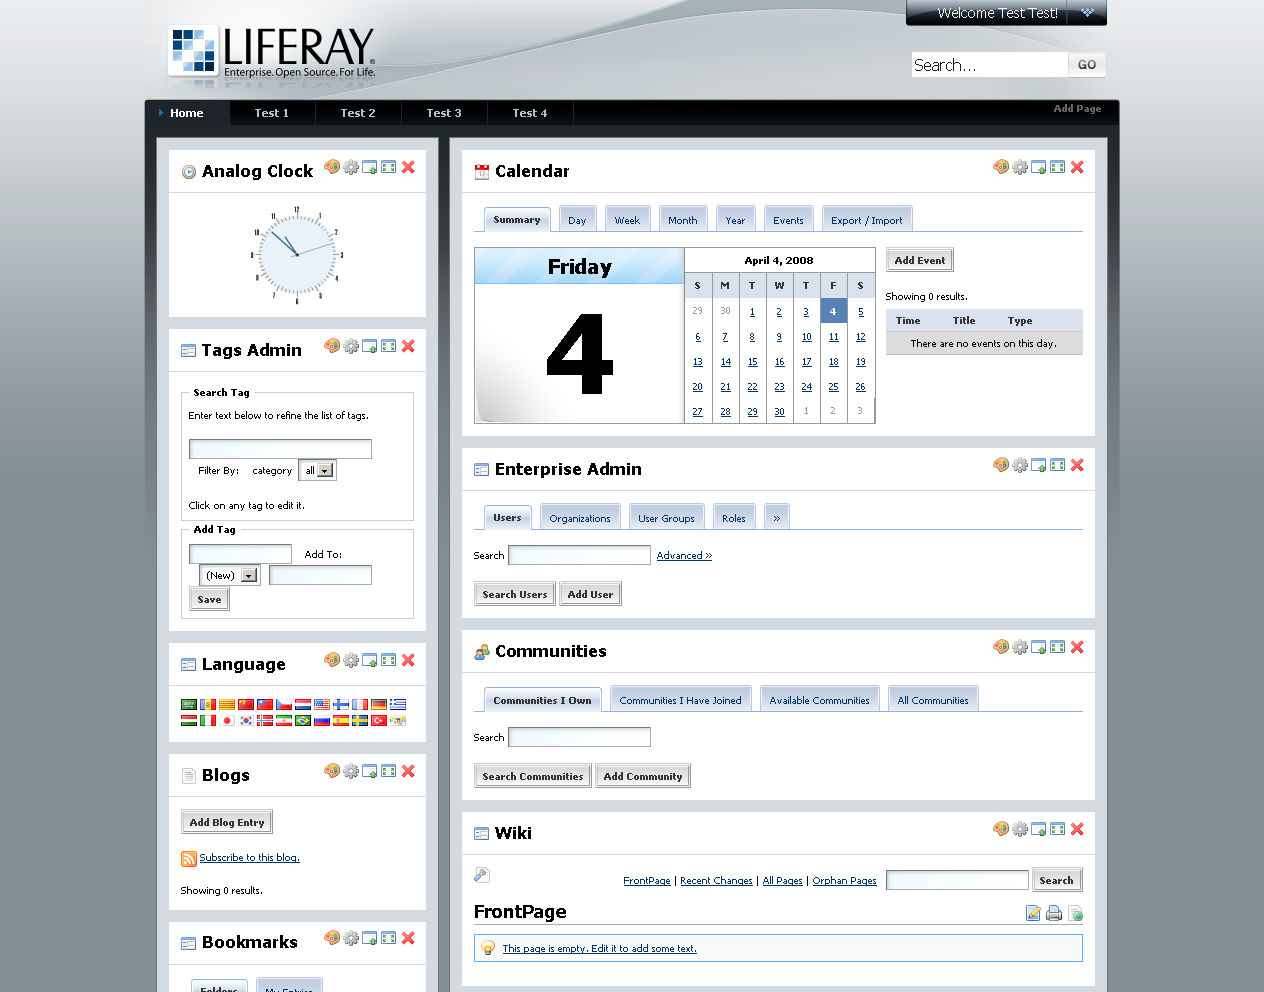 Welcome Test Test!
LIFERAY.
Enterprise. Open Source. For Life.
Search...
GO
Home
Test 1
Test 2
Test 3
Test 4
Add Page
Analog Clock
12
1
2
3
4
5
6
7
8
9
10
11
Tags Admin
Search Tag
Enter text below to refine the list of tags.
Filter By: category all
Click on any tag to edit it.
Add Tag
Add To:
(New)
Save
Language
Blogs
Add Blog Entry
Subscribe to this blog.
Showing 0 results.
Bookmarks
Folders
My Entries
Calendar
Summary Day Week Month Year Events Export / Import
Friday
4
April 4, 2008
S M T W T F S
29 30 1 2 3 4 5
6 7 8 9 10 11 12
13 14 15 16 17 18 19
20 21 22 23 24 25 26
27 28 29 30 1 2 3
Add Event
Showing 0 results.
Time Title Type
There are no events on this day.
Enterprise Admin
Users Organizations User Groups Roles »
Search Advanced »
Search Users Add User
Communities
Communities I Own Communities I Have Joined Available Communities All Communities
Search
Search Communities Add Community
Wiki
FrontPage | Recent Changes | All Pages | Orphan Pages Search
FrontPage
This page is empty. Edit it to add some text.